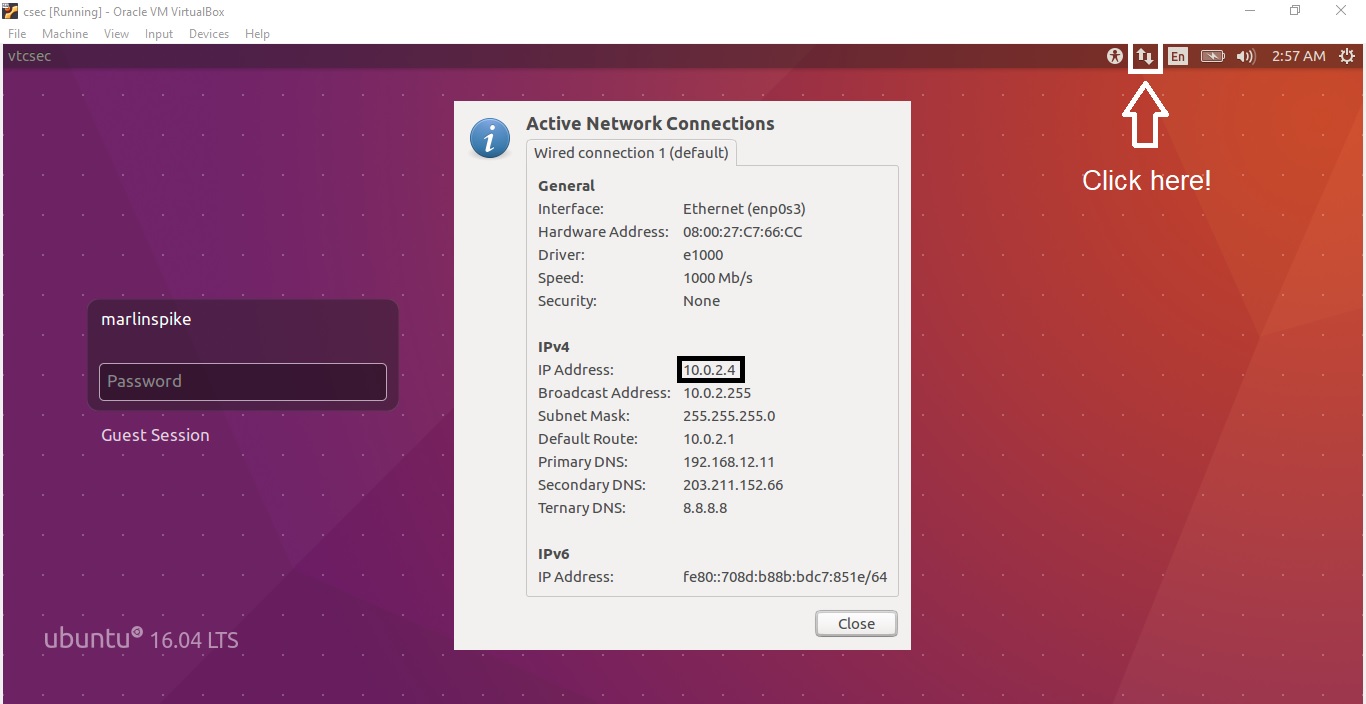 csec [Running] - Oracle VM VirtualBox
File Machine View Input Devices Help
vtcsec En 2:57 AM
Click here!
Active Network Connections
Wired connection 1 (default)
General
Interface: Ethernet (enp0s3)
Hardware Address: 08:00:27:C7:66:CC
Driver: e1000
Speed: 1000 Mb/s
Security: None
IPv4
IP Address: 10.0.2.4
Broadcast Address: 10.0.2.255
Subnet Mask: 255.255.255.0
Default Route: 10.0.2.1
Primary DNS: 192.168.12.11
Secondary DNS: 203.211.152.66
Ternary DNS: 8.8.8.8
IPv6
IP Address: fe80::708d:b88b:bdc7:851e/64
Close
marlinspike
Password
Guest Session
ubuntu 16.04 LTS